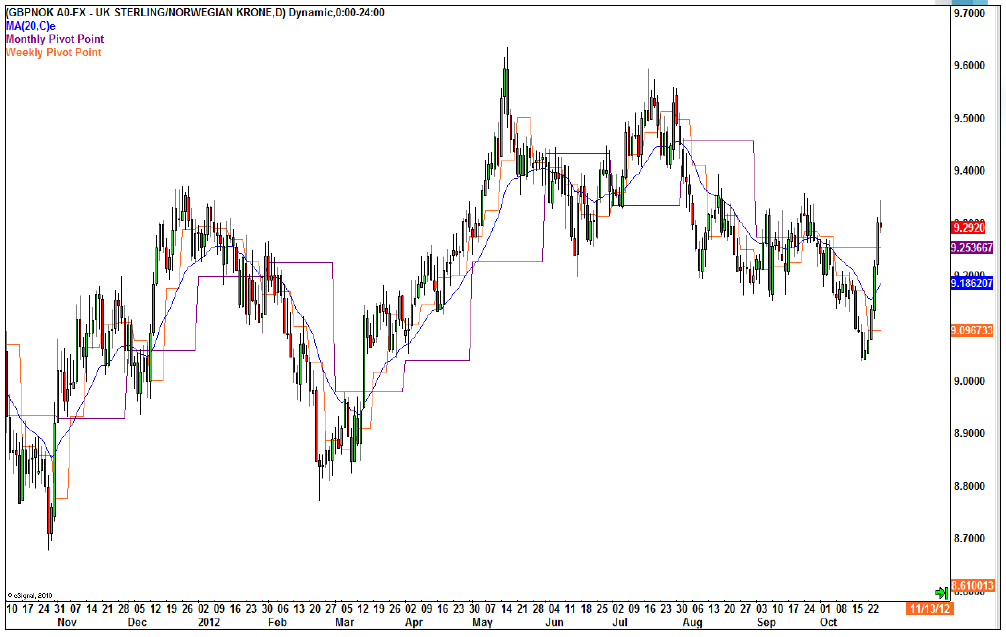 (GBPNOK A0-FX - UK STERLING/NORWEGIAN KRONE,D) Dynamic,0:00-24:00
MA(20,C)e
Monthly Pivot Point
Weekly Pivot Point
9.7000
9.6000
9.5000
9.4000
9.2920
9.253667
9.186207
9.096733
9.0000
8.9000
8.8000
8.7000
8.610013
© eSignal, 2010
10 17 24 31 07 14 21 28 05 12 19 26 02 09 16 23 30 06 13 20 27 05 12 19 26 02 09 16 23 30 07 14 21 28 04 11 18 25 02 09 16 23 30 06 13 20 27 03 10 17 24 01 08 15 22
11/13/12
Nov Dec 2012 Feb Mar Apr May Jun Jul Aug Sep Oct